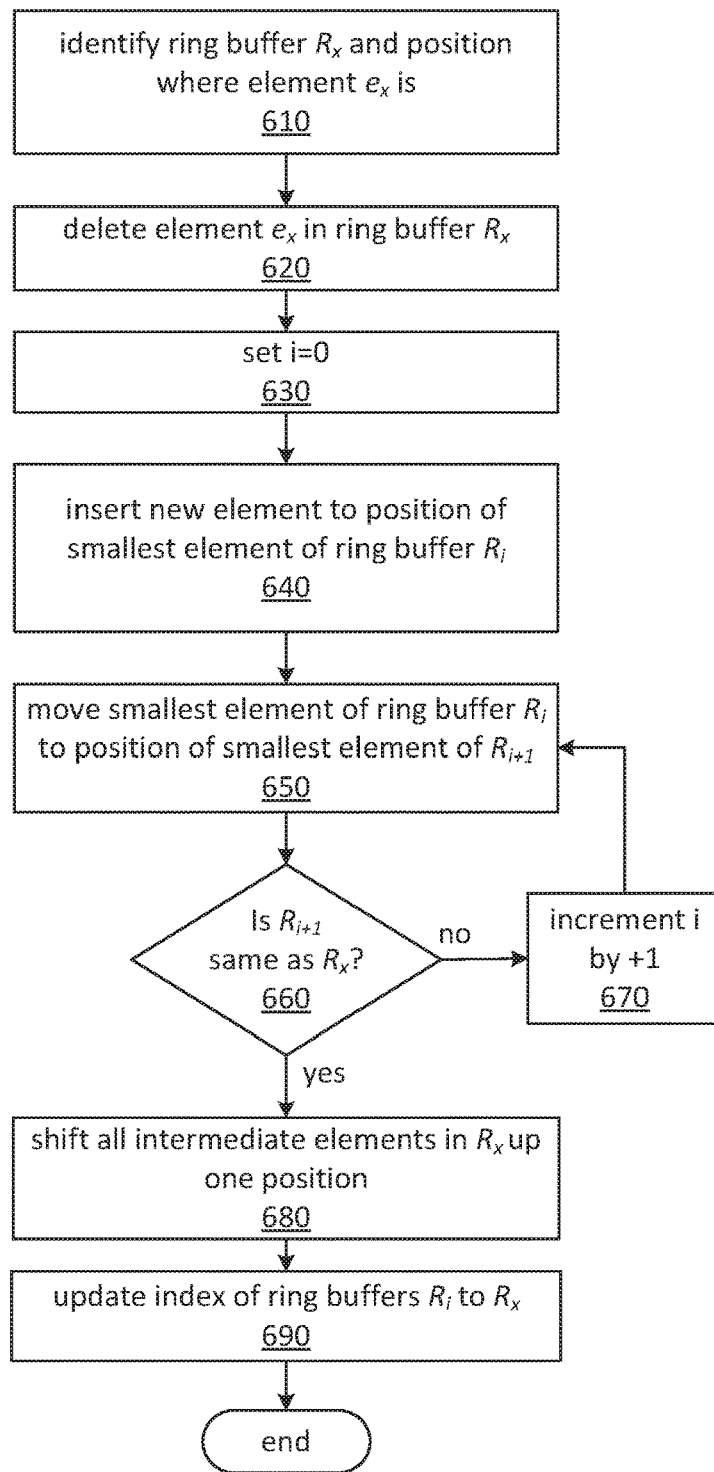 identify ring buffer Rx and position
where element ex is
610
delete element ex in ring buffer Rx
620
set i=0
630
insert new element to position of
smallest element of ring buffer Ri
640
move smallest element of ring buffer Ri
to position of smallest element of Ri+1
650
Is Ri+1
same as Rx?
660
no
increment i
by +1
670
yes
shift all intermediate elements in Rx up
one position
680
update index of ring buffers Ri to Rx
690
end